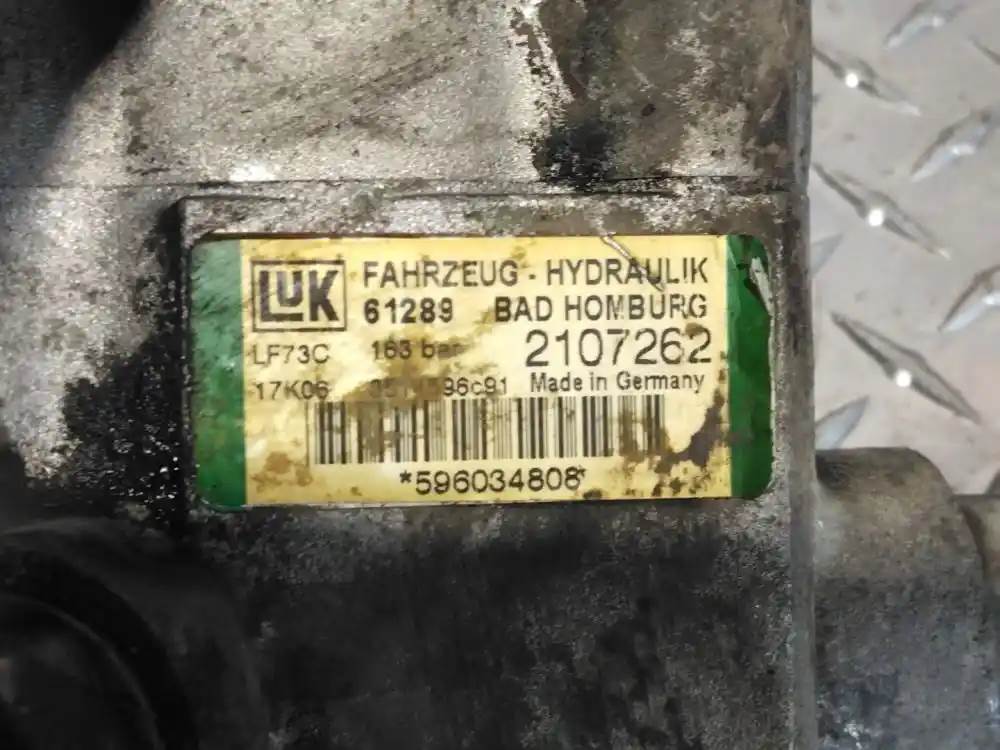 LuK FAHRZEUG - HYDRAULIK
61289 BAD HOMBURG
LF73C 163 bar 2107262
17K06 Made in Germany
*596034808*